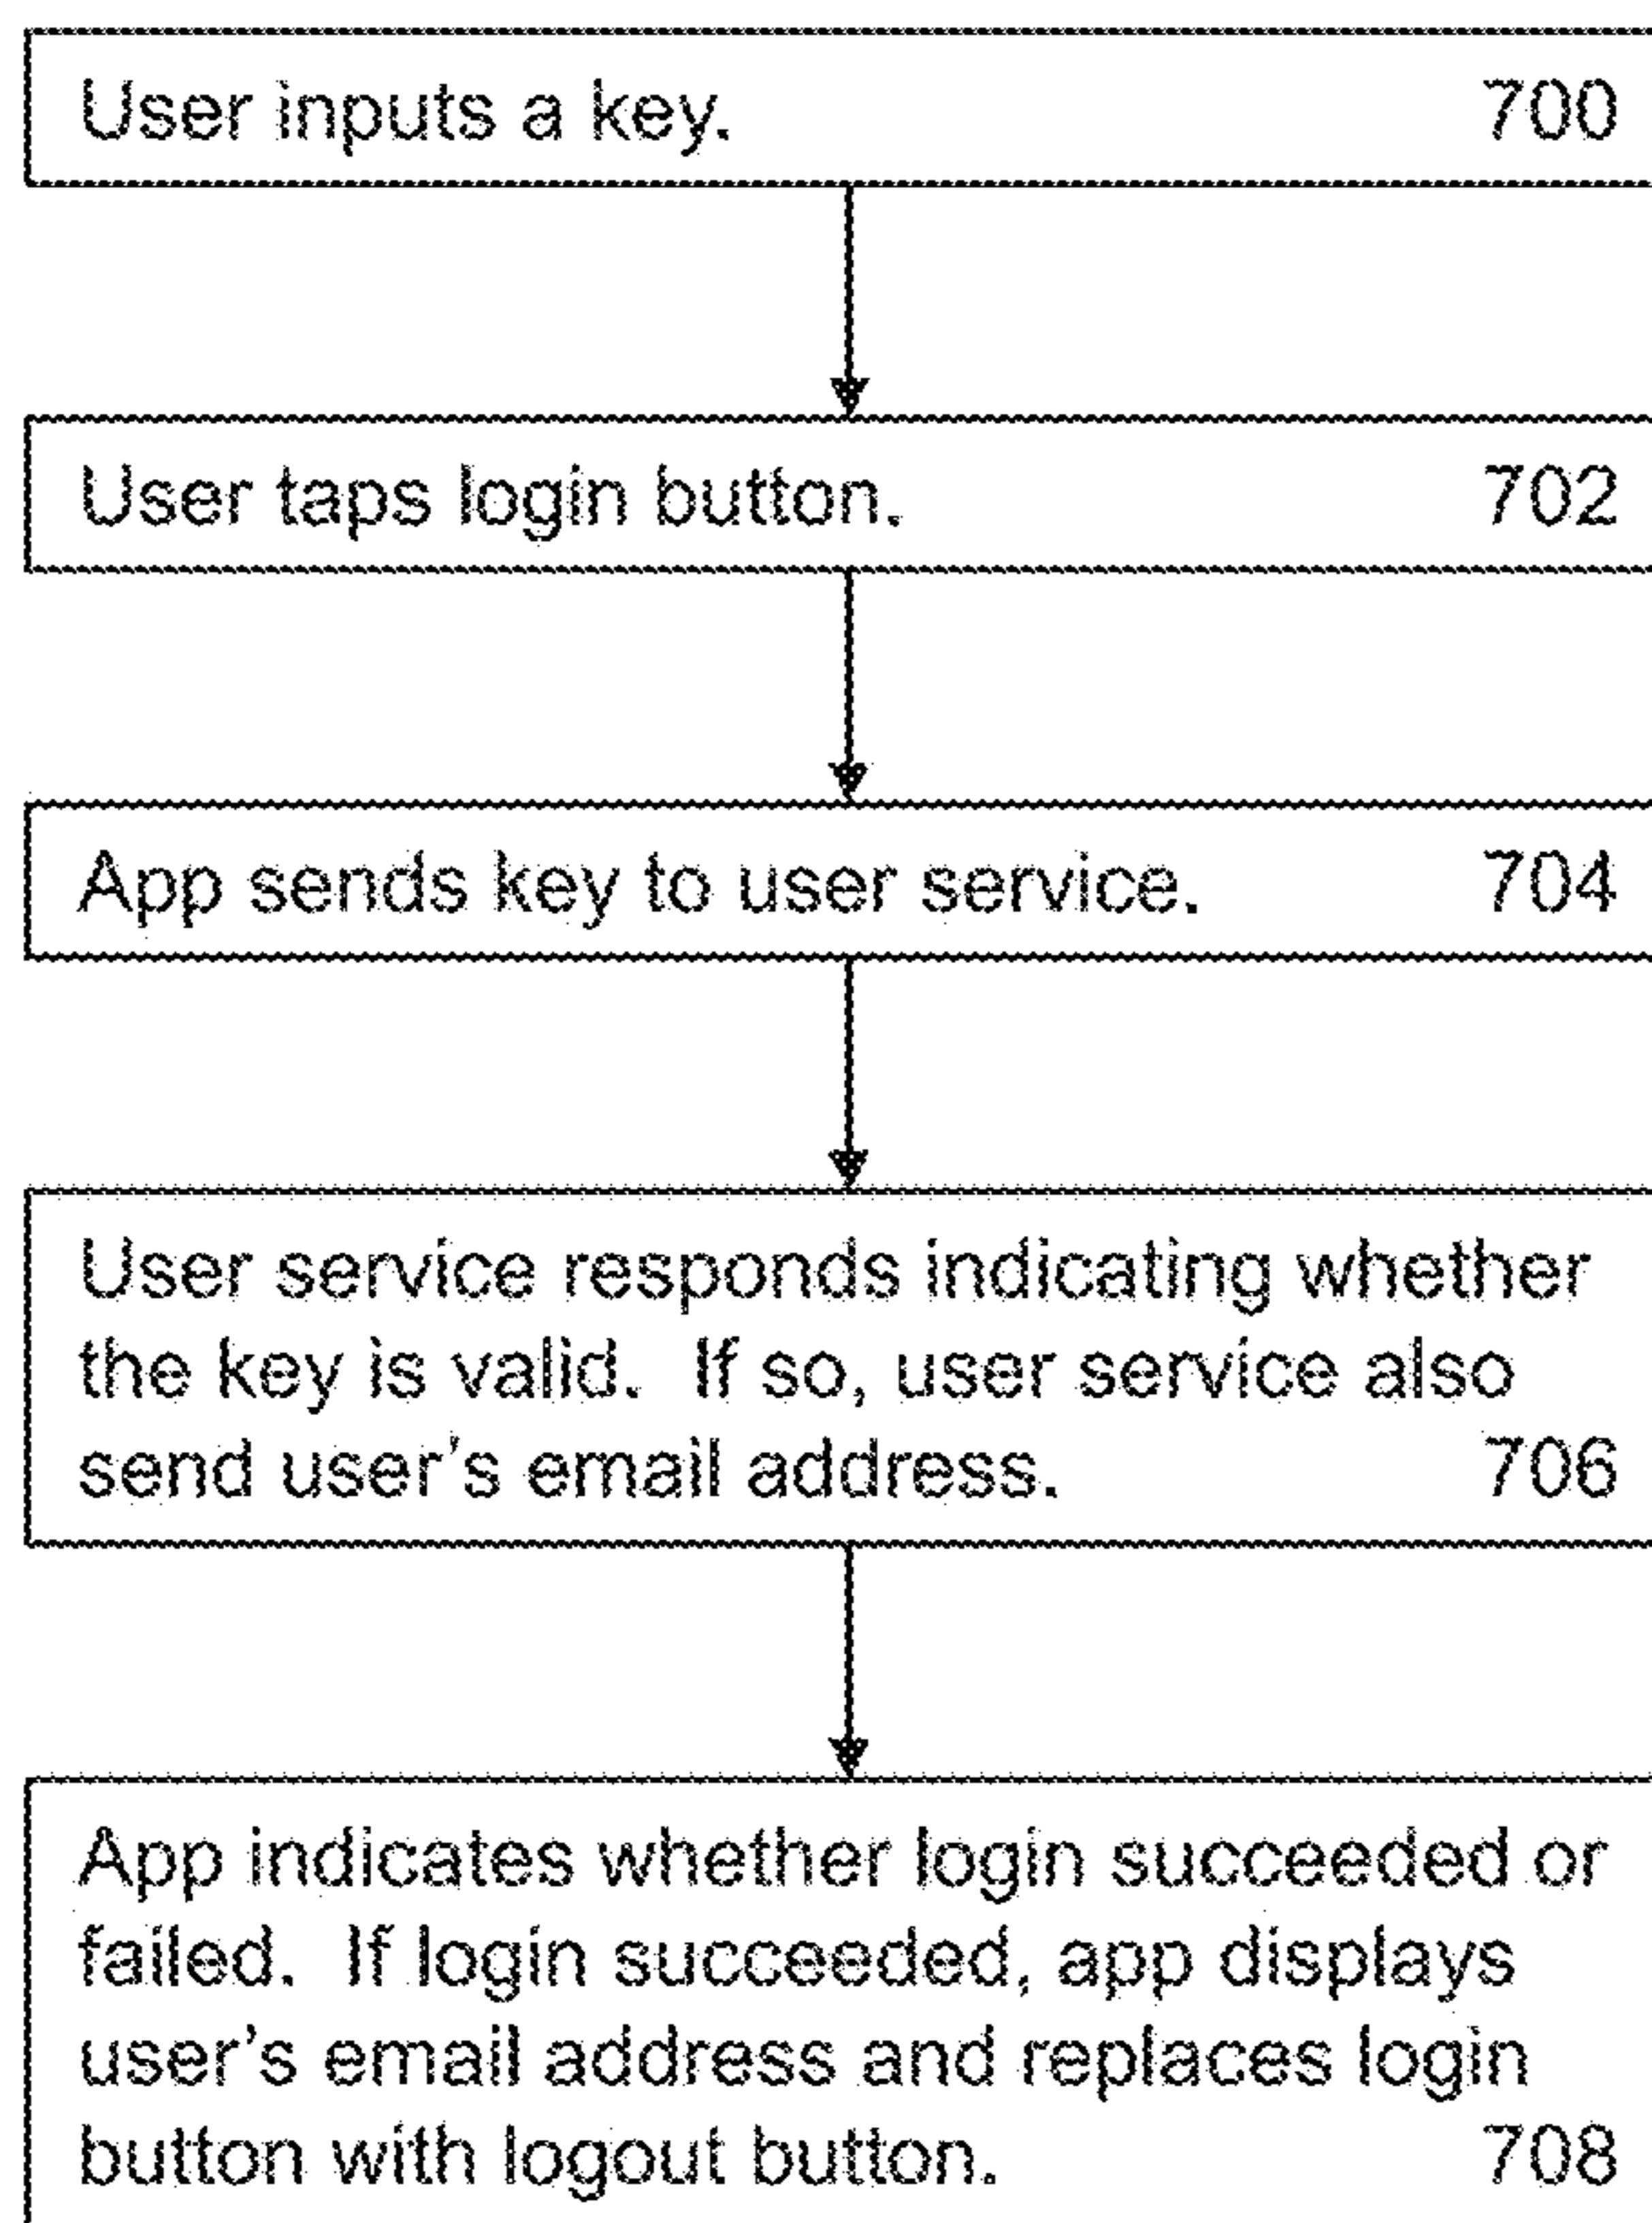 User inputs a key. 700
User taps login button. 702
App sends key to user service. 704
User service responds indicating whether
the key is valid. If so, user service also
send user's email address. 706
App indicates whether login succeeded or
failed. If login succeeded, app displays
user's email address and replaces login
button with logout button. 708